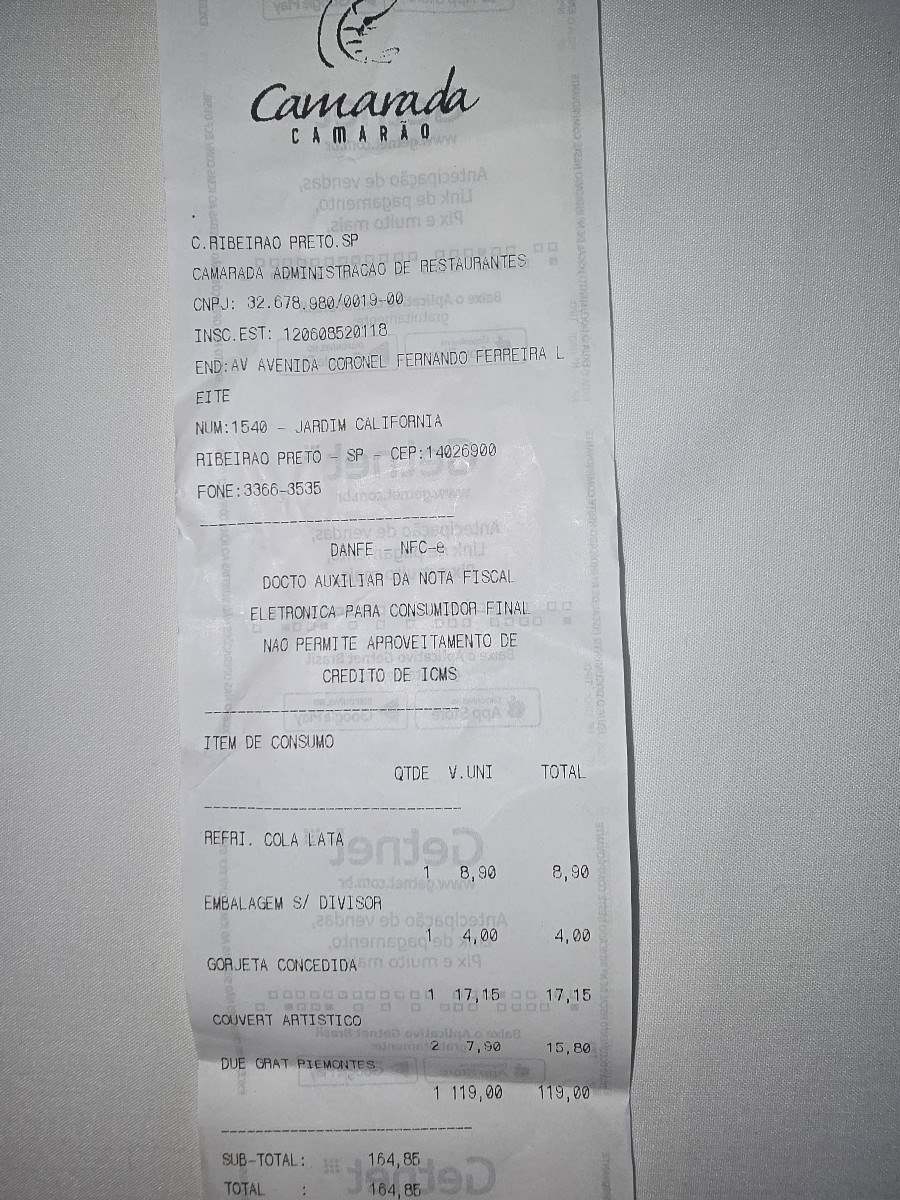 Camarada
CAMARÃO
C.RIBEIRAO PRETO.SP
CAMARADA ADMINISTRACAO DE RESTAURANTES
CNPJ: 32.678.980/0019-00
INSC.EST: 120608520118
END:AV AVENIDA CORONEL FERNANDO FERREIRA L
EITE
NUM:1540 - JARDIM CALIFORNIA
RIBEIRAO PRETO - SP - CEP:14026900
FONE:3366-3535
DANFE - NFC-e
DOCTO AUXILIAR DA NOTA FISCAL
ELETRONICA PARA CONSUMIDOR FINAL
NAO PERMITE APROVEITAMENTO DE
CREDITO DE ICMS
ITEM DE CONSUMO
QTDE V.UNI TOTAL
REFRI. COLA LATA
1 8,90 8,90
EMBALAGEM S/ DIVISOR
1 4,00 4,00
GORJETA CONCEDIDA
1 17,15 17,15
COUVERT ARTISTICO
2 7,90 15,80
DUE GRAT PIEMONTES
1 119,00 119,00
SUB-TOTAL: 164,85
TOTAL : 164,85